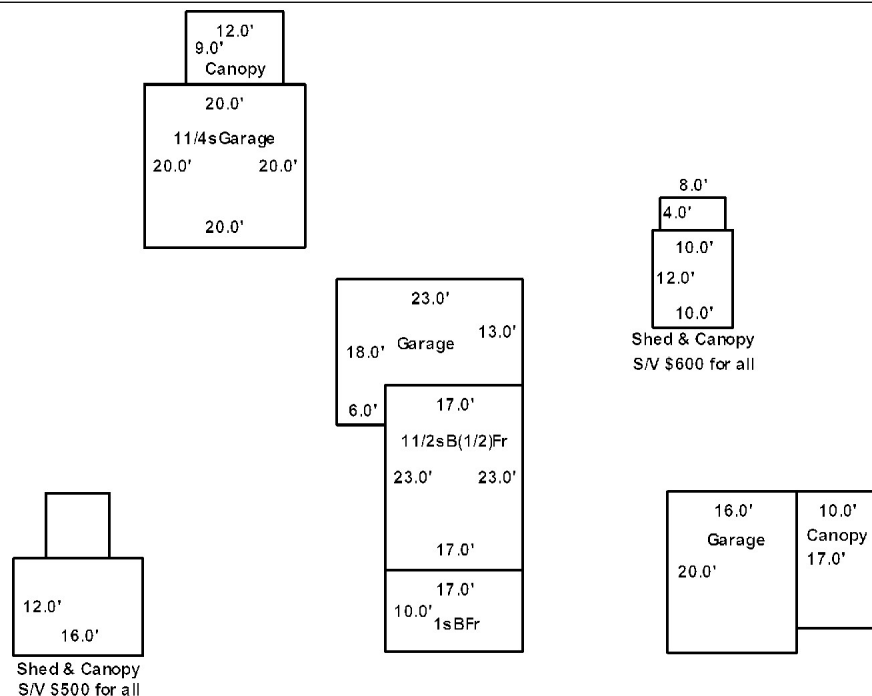 12.0'
9.0'
Canopy
20.0'
11/4sGarage
20.0' 20.0'
20.0'
8.0'
4.0'
10.0'
12.0'
10.0'
Shed & Canopy
S/V $600 for all
23.0'
13.0'
18.0' Garage
6.0'
17.0'
11/2sB(1/2)Fr
23.0' 23.0'
17.0'
17.0'
10.0'
1sBFr
12.0'
16.0'
Shed & Canopy
S/V $500 for all
16.0'
Garage
20.0'
10.0'
Canopy
17.0'